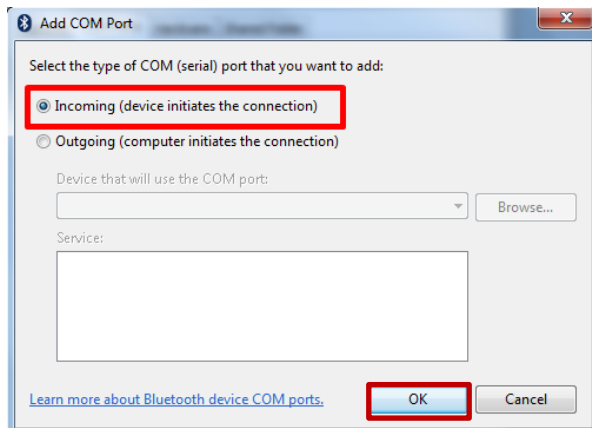 Add COM Port
Select the type of COM (serial) port that you want to add:
Incoming (device initiates the connection)
Outgoing (computer initiates the connection)
Device that will use the COM port:
Browse...
Service:
Learn more about Bluetooth device COM ports.
OK Cancel